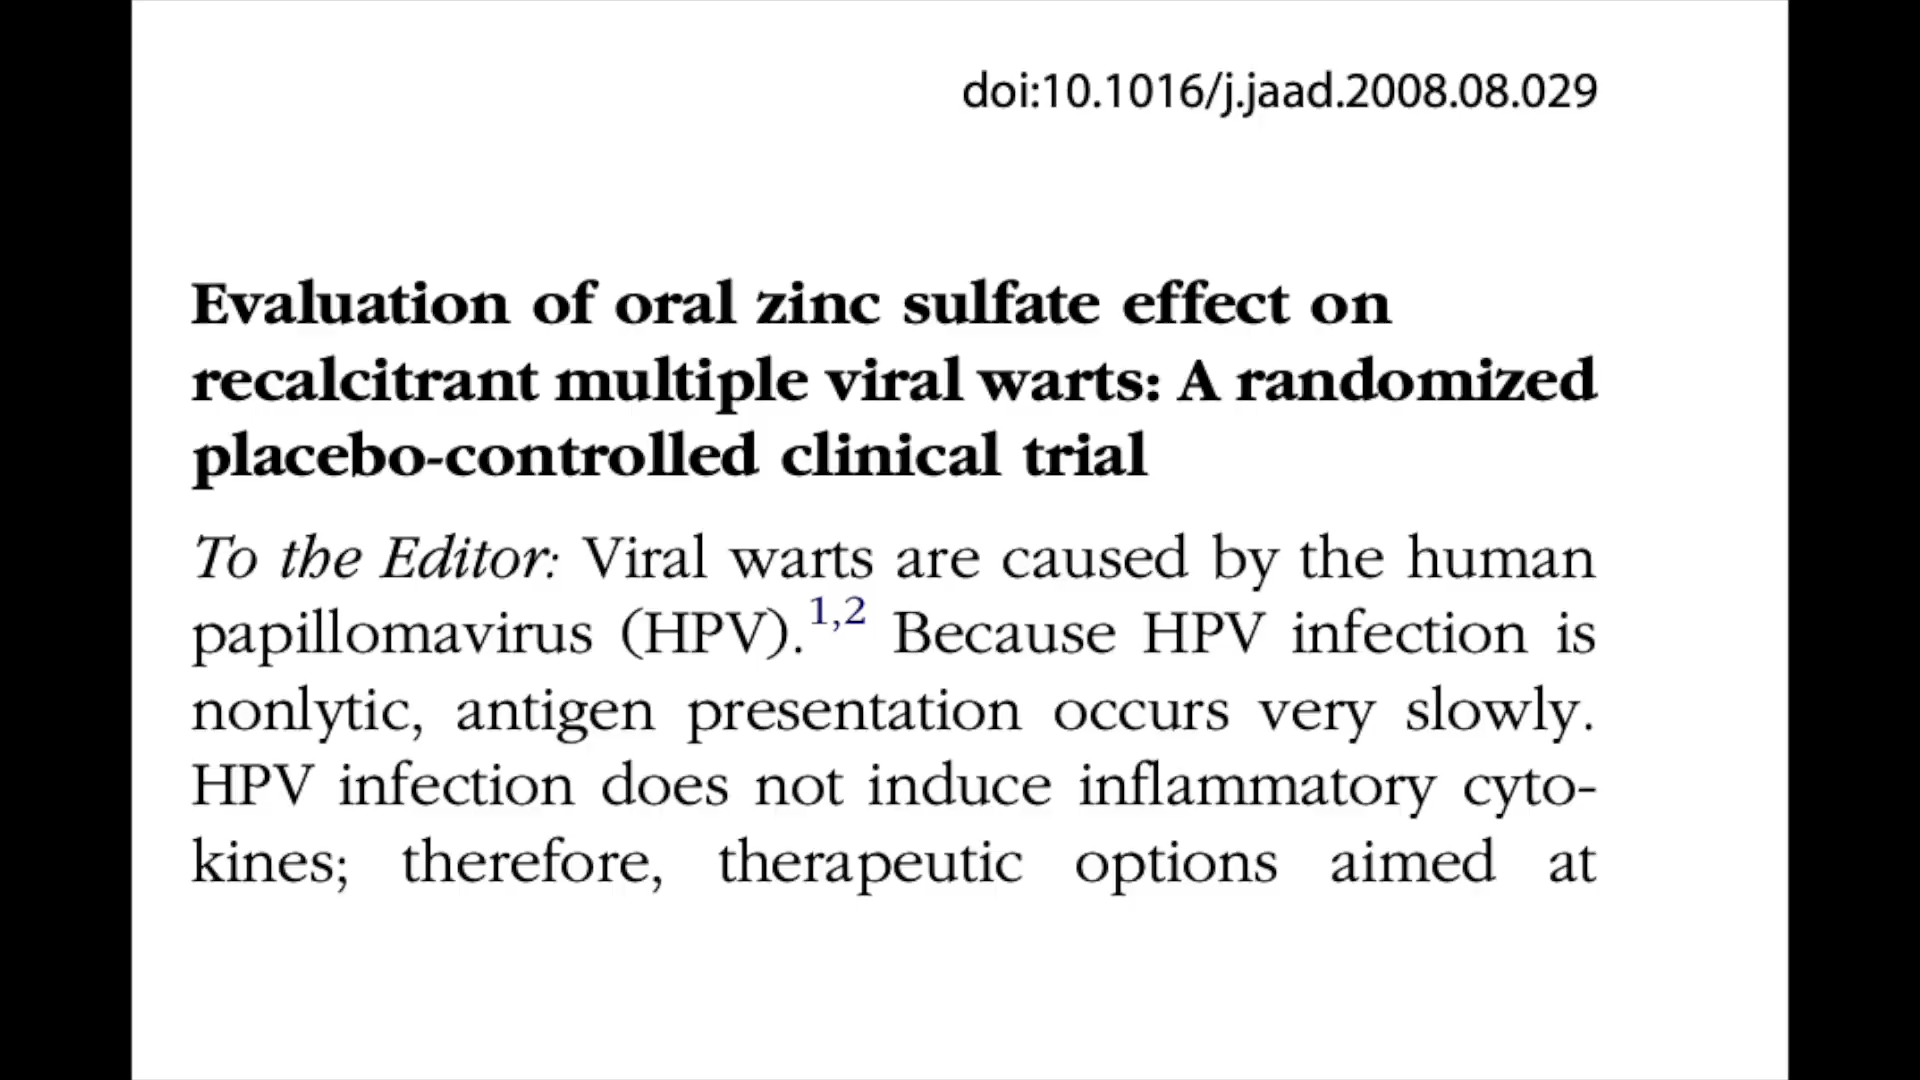 doi:10.1016/j.jaad.2008.08.029
Evaluation of oral zinc sulfate effect on
recalcitrant multiple viral warts: A randomized
placebo-controlled clinical trial
To the Editor: Viral warts are caused by the human
papillomavirus (HPV).1,2 Because HPV infection is
nonlytic, antigen presentation occurs very slowly.
HPV infection does not induce inflammatory cyto-
kines; therefore, therapeutic options aimed at